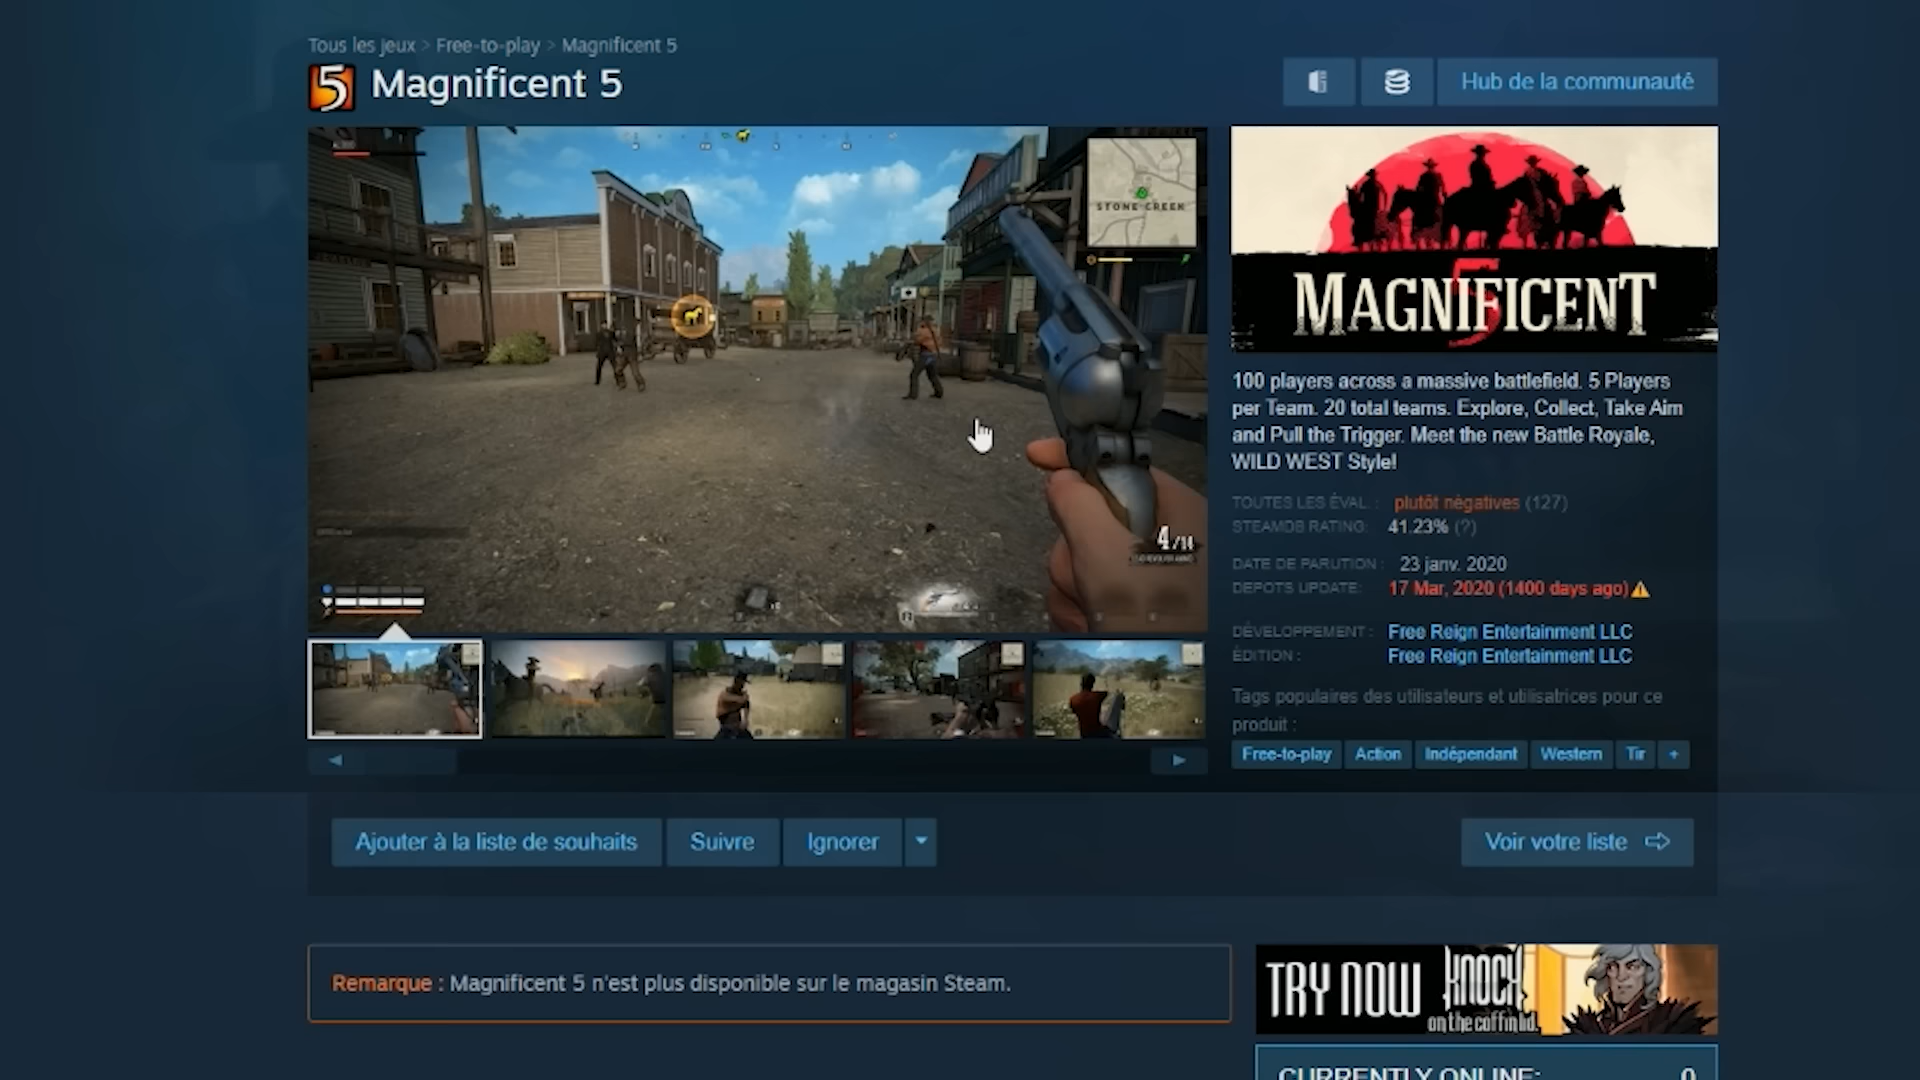 Tous les jeux > Free-to-play > Magnificent 5
5 Magnificent 5
Hub de la communauté
STONE CREEK
4/14
MAGNIFICENT
5
100 players across a massive battlefield. 5 Players
per Team. 20 total teams. Explore, Collect, Take Aim
and Pull the Trigger. Meet the new Battle Royale,
WILD WEST Style!
TOUTES LES ÉVAL. : plutôt négatives (127)
STEAMDB RATING: 41.23% (?)
DATE DE PARUTION : 23 janv. 2020
DEPOTS UPDATE: 17 Mar, 2020 (1400 days ago)
DÉVELOPPEMENT : Free Reign Entertainment LLC
ÉDITION : Free Reign Entertainment LLC
Tags populaires des utilisateurs et utilisatrices pour ce
produit :
Free-to-play Action Indépendant Western Tir +
Ajouter à la liste de souhaits Suivre Ignorer
Voir votre liste
Remarque : Magnificent 5 n'est plus disponible sur le magasin Steam.
TRY NOW KNOCK
on the coffin lid
CURRENTLY ONLINE: 0